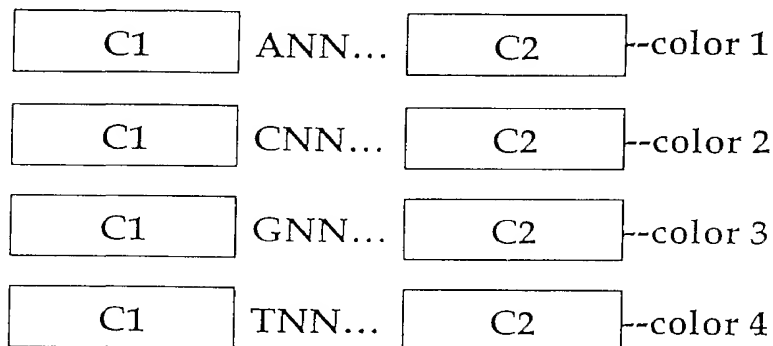 C1 ANN... C2 --color 1
C1 CNN... C2 --color 2
C1 GNN... C2 --color 3
C1 TNN... C2 --color 4